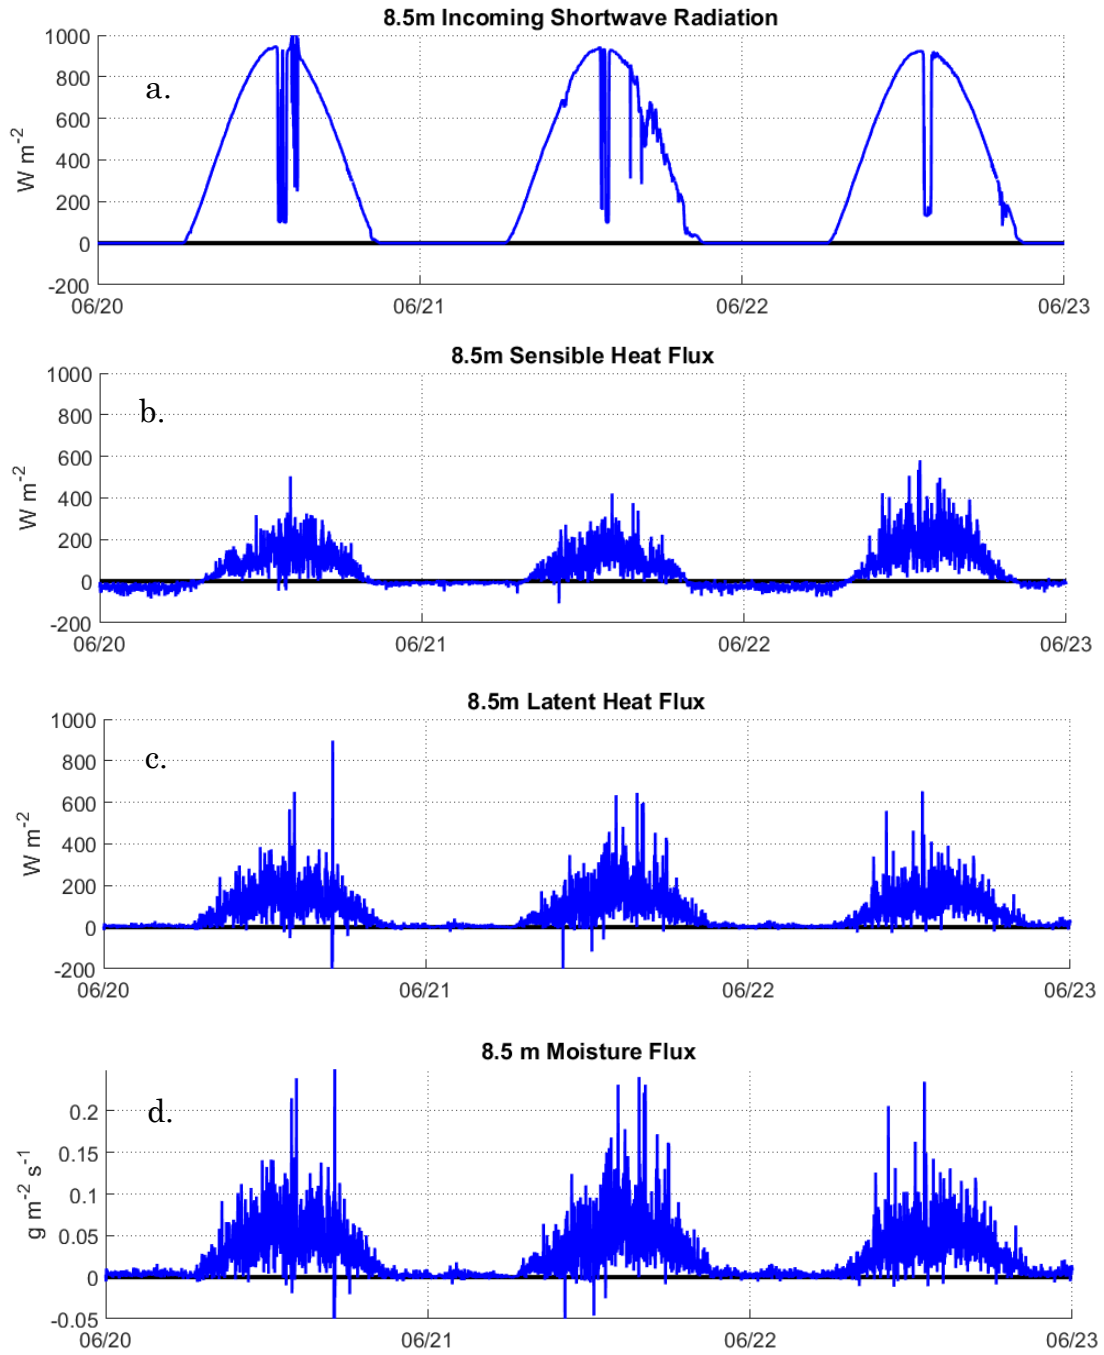 8.5m Incoming Shortwave Radiation
1000
800
600
400
200
0
-200
W m-2
a.
06/20 06/21 06/22 06/23
8.5m Sensible Heat Flux
1000
800
600
400
200
0
-200
W m-2
b.
06/20 06/21 06/22 06/23
8.5m Latent Heat Flux
1000
800
600
400
200
0
-200
W m-2
c.
06/20 06/21 06/22 06/23
8.5 m Moisture Flux
0.2
0.15
0.1
0.05
0
-0.05
g m-2 s-1
d.
06/20 06/21 06/22 06/23